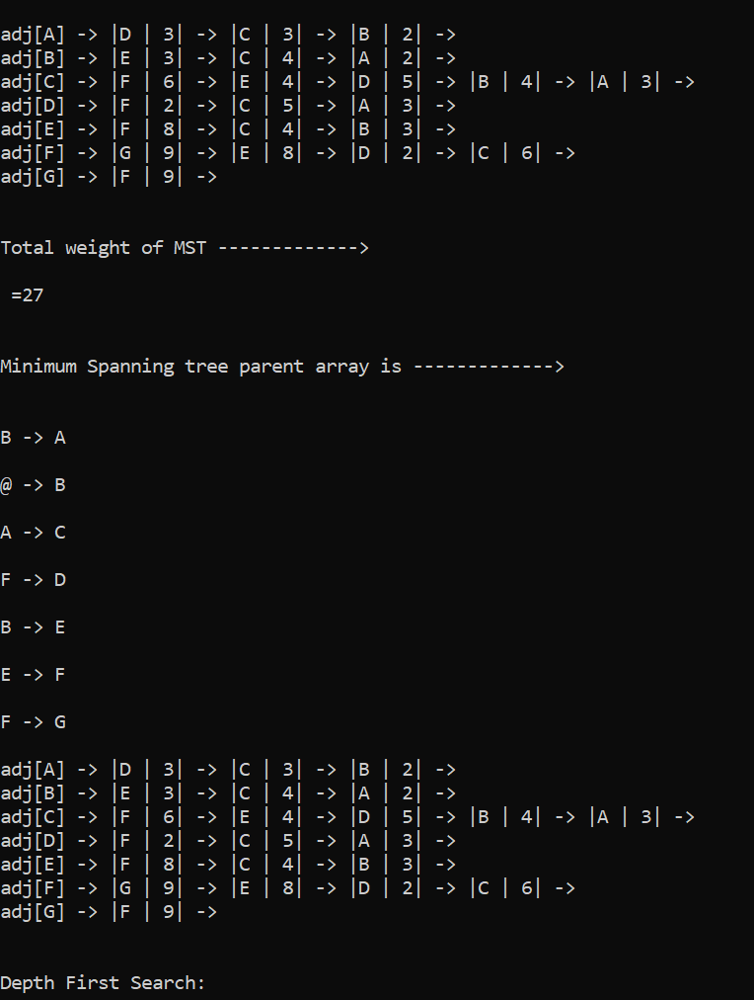 adj[A] -> |D | 3| -> |C | 3| -> |B | 2| ->
adj[B] -> |E | 3| -> |C | 4| -> |A | 2| ->
adj[C] -> |F | 6| -> |E | 4| -> |D | 5| -> |B | 4| -> |A | 3| ->
adj[D] -> |F | 2| -> |C | 5| -> |A | 3| ->
adj[E] -> |F | 8| -> |C | 4| -> |B | 3| ->
adj[F] -> |G | 9| -> |E | 8| -> |D | 2| -> |C | 6| ->
adj[G] -> |F | 9| ->
Total weight of MST ------------->
=27
Minimum Spanning tree parent array is ------------->
B -> A
@ -> B
A -> C
F -> D
B -> E
E -> F
F -> G
adj[A] -> |D | 3| -> |C | 3| -> |B | 2| ->
adj[B] -> |E | 3| -> |C | 4| -> |A | 2| ->
adj[C] -> |F | 6| -> |E | 4| -> |D | 5| -> |B | 4| -> |A | 3| ->
adj[D] -> |F | 2| -> |C | 5| -> |A | 3| ->
adj[E] -> |F | 8| -> |C | 4| -> |B | 3| ->
adj[F] -> |G | 9| -> |E | 8| -> |D | 2| -> |C | 6| ->
adj[G] -> |F | 9| ->
Depth First Search: